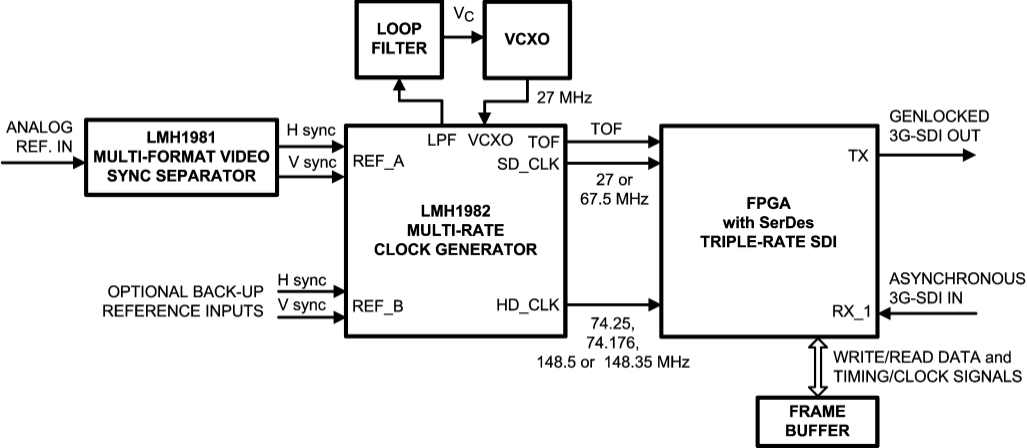 LOOP
FILTER
VC
VCXO
27 MHz
ANALOG
REF. IN
LMH1981
MULTI-FORMAT VIDEO
SYNC SEPARATOR
H sync
V sync
LPF
VCXO
TOF
SD_CLK
REF_A
LMH1982
MULTI-RATE
CLOCK GENERATOR
TOF
27 or
67.5 MHz
TX
GENLOCKED
3G-SDI OUT
FPGA
with SerDes
TRIPLE-RATE SDI
OPTIONAL BACK-UP
REFERENCE INPUTS
H sync
V sync
REF_B
HD_CLK
74.25,
74.176,
148.5 or 148.35 MHz
RX_1
ASYNCHRONOUS
3G-SDI IN
WRITE/READ DATA and
TIMING/CLOCK SIGNALS
FRAME
BUFFER